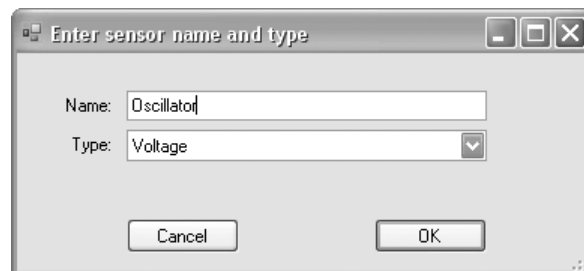 Enter sensor name and type
Name: Oscillator
Type: Voltage
Cancel OK